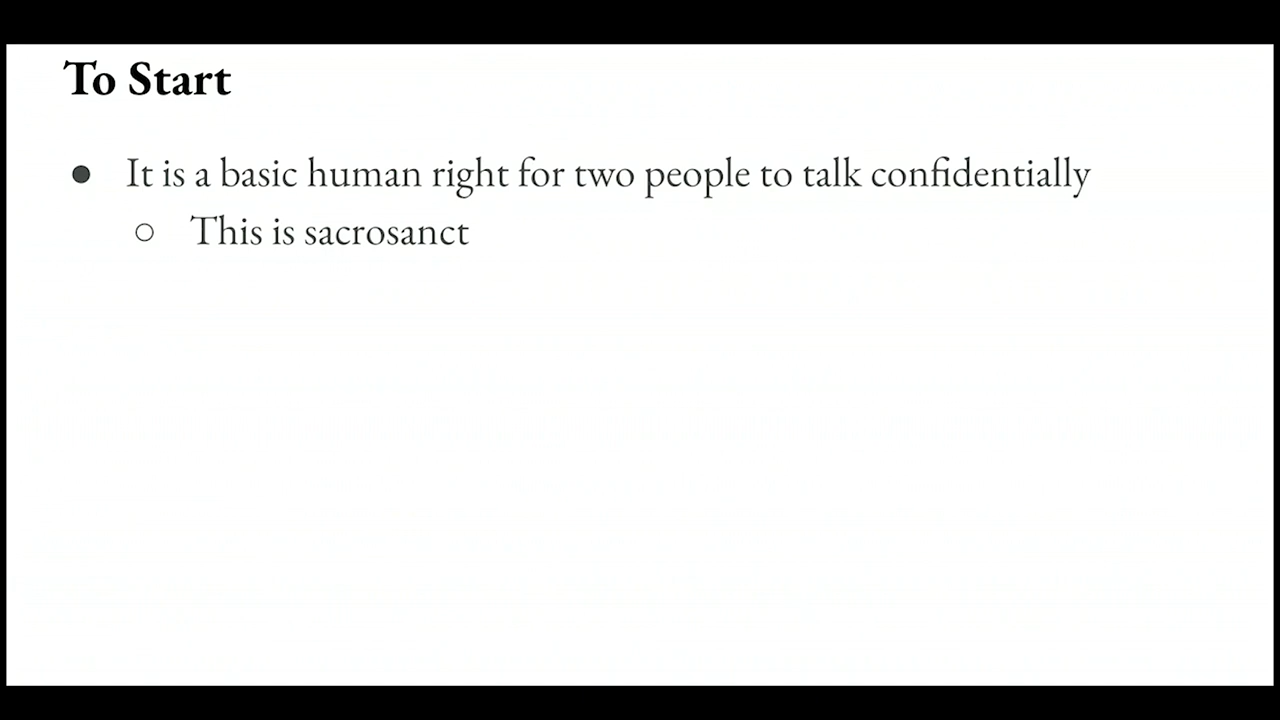 To Start
● It is a basic human right for two people to talk confidentially
○ This is sacrosanct